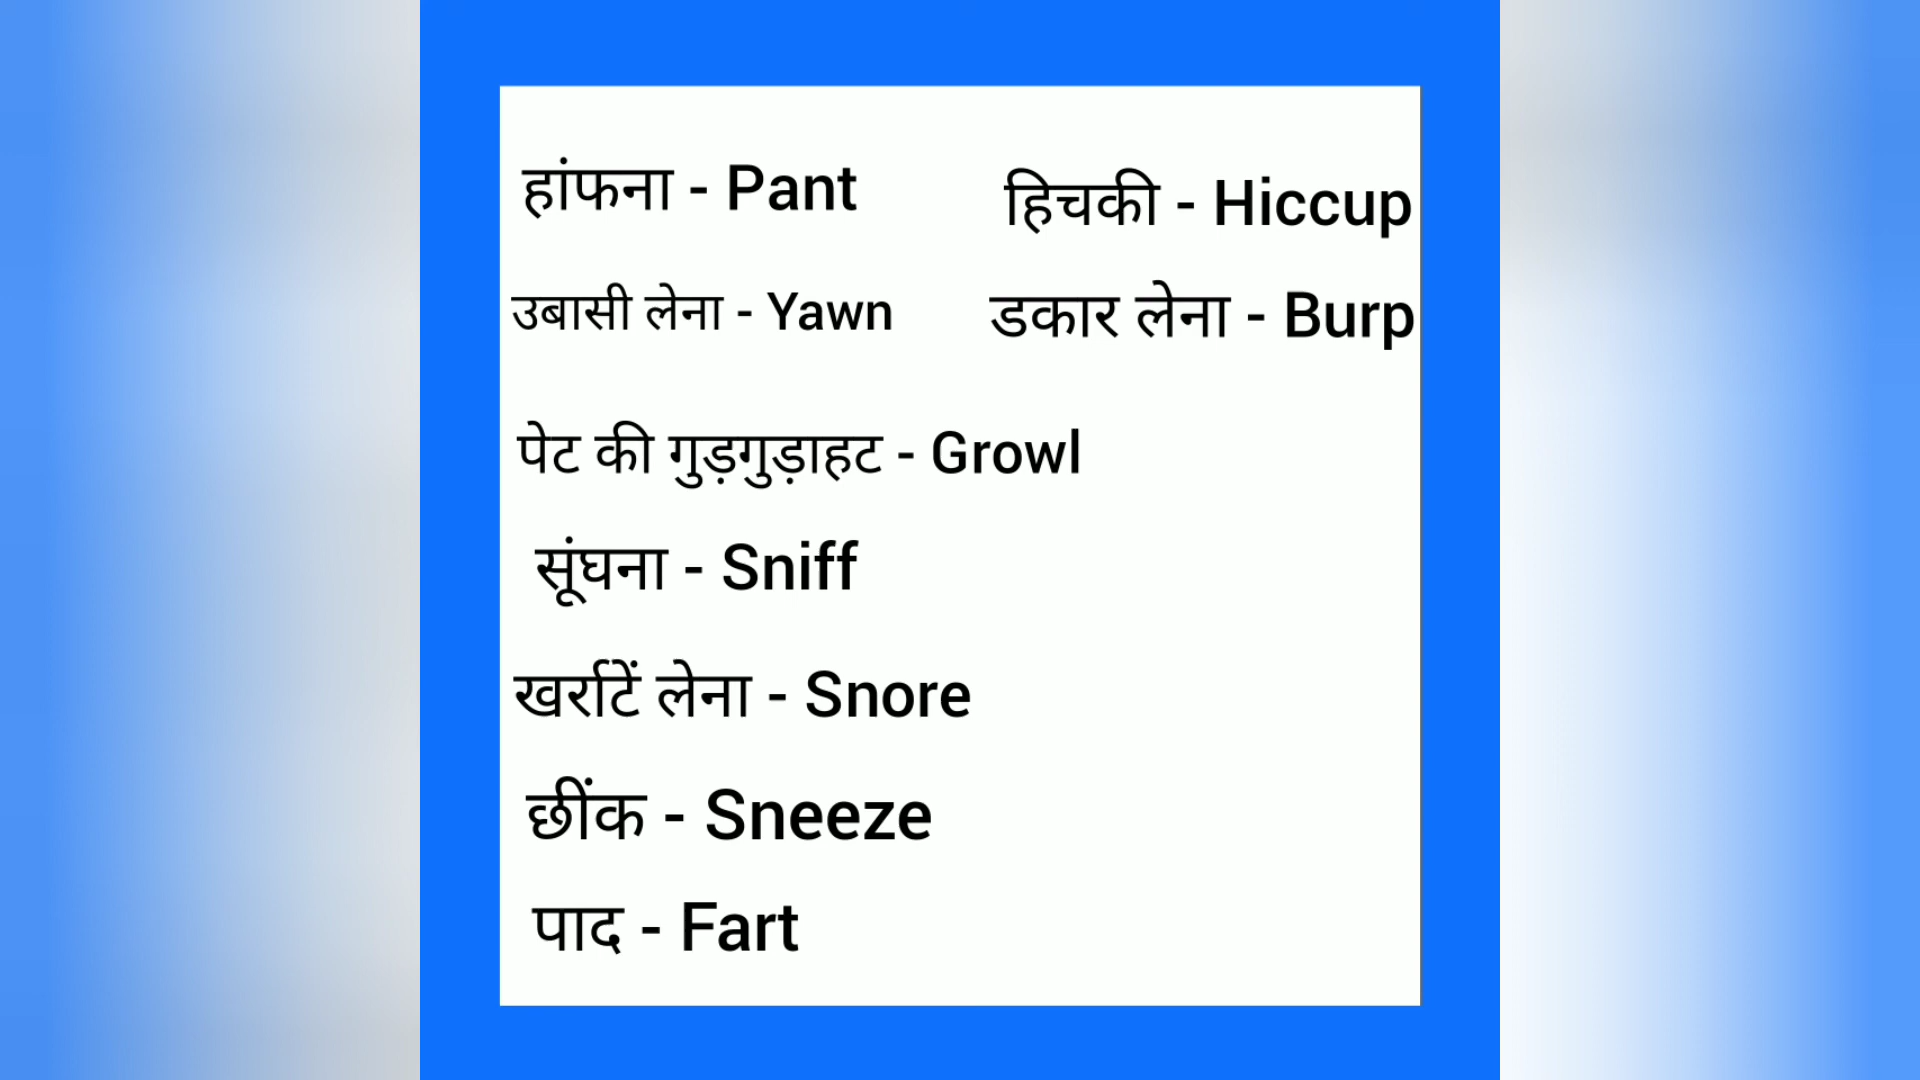 हांफना - Pant
हिचकी - Hiccup
उबासी लेना - Yawn
डकार लेना - Burp
पेट की गुड़गुड़ाहट - Growl
सूंघना - Sniff
खर्राटें लेना - Snore
छींक - Sneeze
पाद - Fart